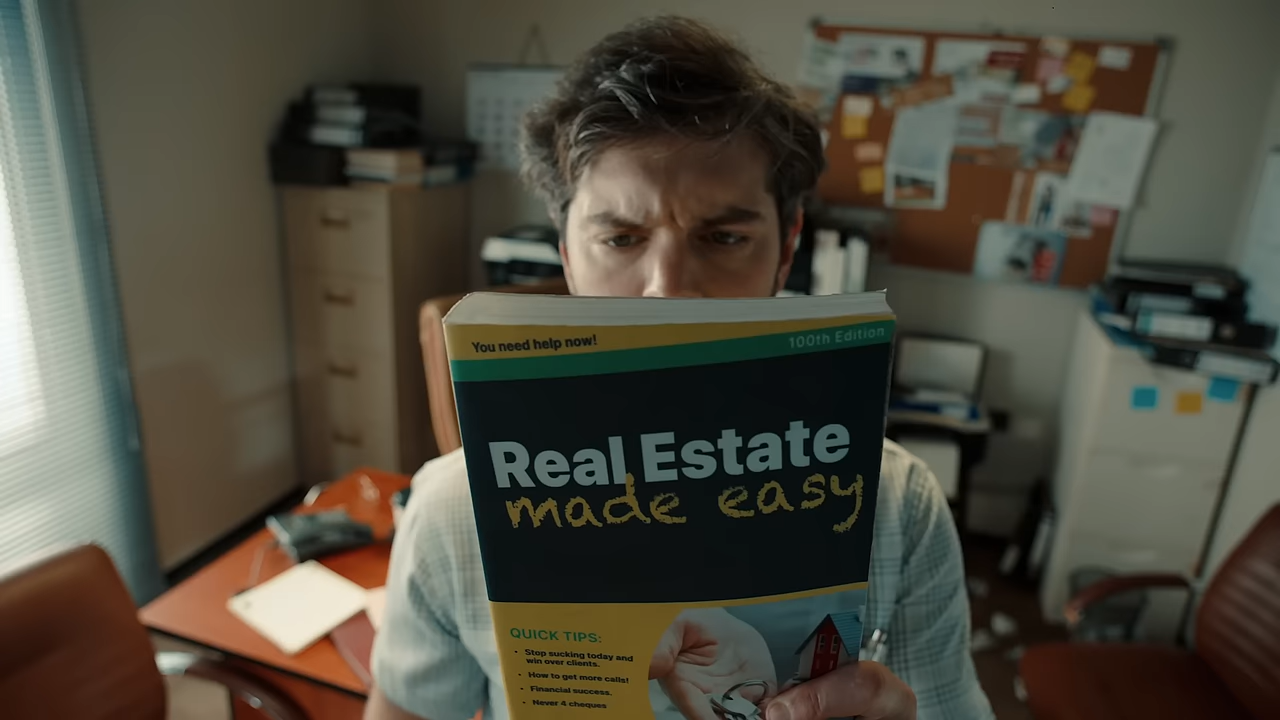 You need help now!
100th Edition
Real Estate
made easy
QUICK TIPS:
• Stop sucking today and
win over clients.
• How to get more calls!
• Financial success.
• Never 4 cheques